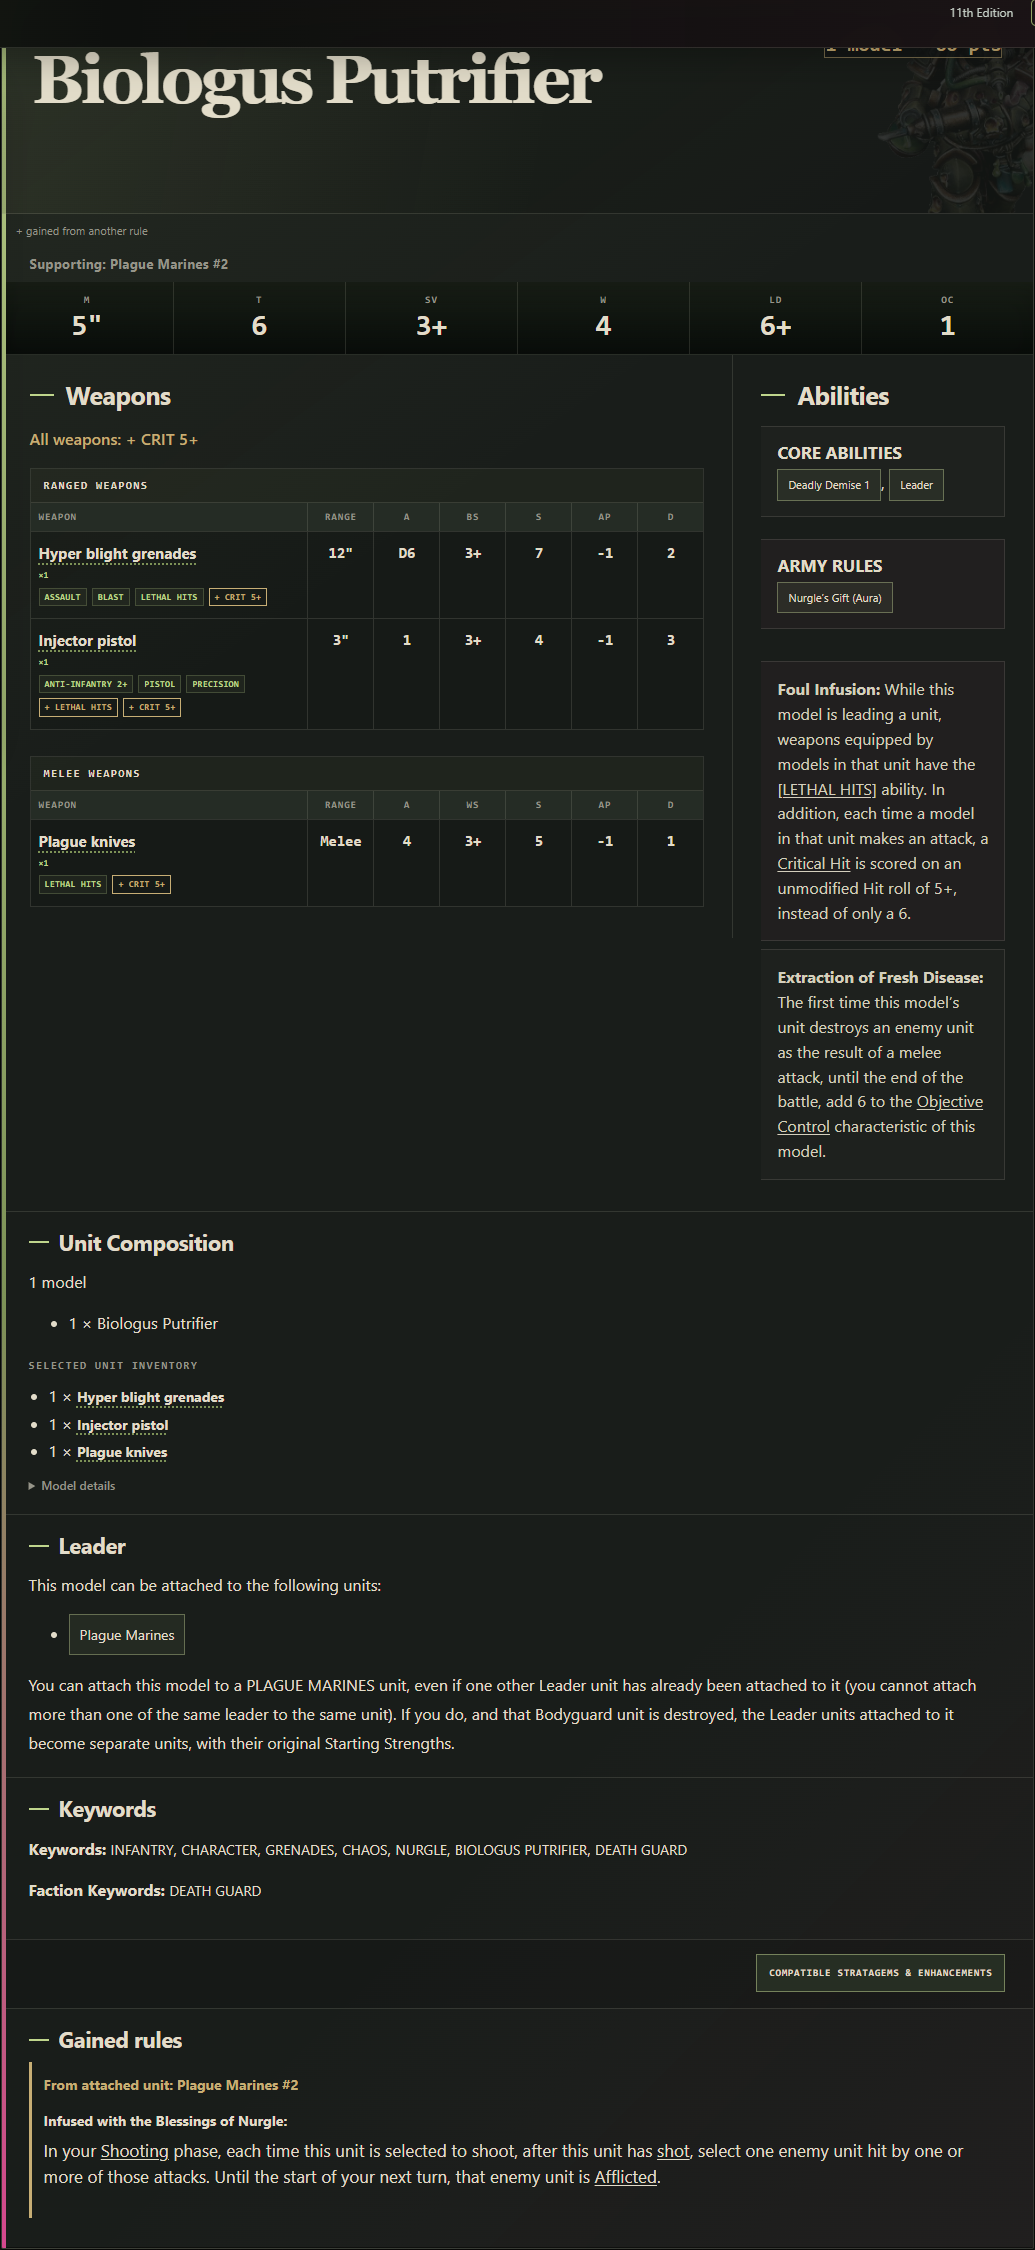 11th Edition
Biologus Putrifier
+ gained from another rule
Supporting: Plague Marines #2
M T SV W LD OC
5" 6 3+ 4 6+ 1
Weapons
All weapons: + CRIT 5+
RANGED WEAPONS
WEAPON RANGE A BS S AP D
Hyper blight grenades 12" D6 3+ 7 -1 2
×1
ASSAULT BLAST LETHAL HITS + CRIT 5+
Injector pistol 3" 1 3+ 4 -1 3
×1
ANTI-INFANTRY 2+ PISTOL PRECISION
+ LETHAL HITS + CRIT 5+
MELEE WEAPONS
WEAPON RANGE A WS S AP D
Plague knives Melee 4 3+ 5 -1 1
×1
LETHAL HITS + CRIT 5+
Abilities
CORE ABILITIES
Deadly Demise 1, Leader
ARMY RULES
Nurgle's Gift (Aura)
Foul Infusion: While this
model is leading a unit,
weapons equipped by
models in that unit have the
[LETHAL HITS] ability. In
addition, each time a model
in that unit makes an attack, a
Critical Hit is scored on an
unmodified Hit roll of 5+,
instead of only a 6.
Extraction of Fresh Disease:
The first time this model's
unit destroys an enemy unit
as the result of a melee
attack, until the end of the
battle, add 6 to the Objective
Control characteristic of this
model.
Unit Composition
1 model
• 1 × Biologus Putrifier
SELECTED UNIT INVENTORY
• 1 × Hyper blight grenades
• 1 × Injector pistol
• 1 × Plague knives
▶ Model details
Leader
This model can be attached to the following units:
• Plague Marines
You can attach this model to a PLAGUE MARINES unit, even if one other Leader unit has already been attached to it (you cannot attach
more than one of the same leader to the same unit). If you do, and that Bodyguard unit is destroyed, the Leader units attached to it
become separate units, with their original Starting Strengths.
Keywords
Keywords: INFANTRY, CHARACTER, GRENADES, CHAOS, NURGLE, BIOLOGUS PUTRIFIER, DEATH GUARD
Faction Keywords: DEATH GUARD
COMPATIBLE STRATAGEMS & ENHANCEMENTS
Gained rules
From attached unit: Plague Marines #2
Infused with the Blessings of Nurgle:
In your Shooting phase, each time this unit is selected to shoot, after this unit has shot, select one enemy unit hit by one or
more of those attacks. Until the start of your next turn, that enemy unit is Afflicted.